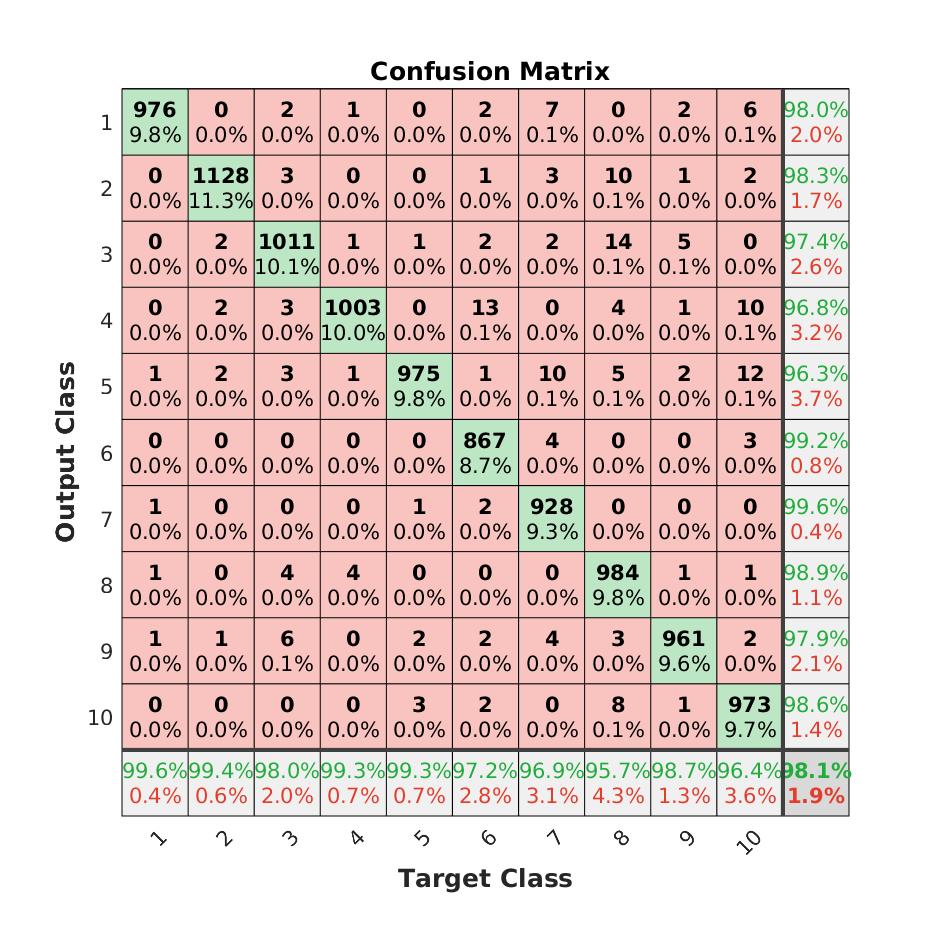 Confusion Matrix
976 0 2 1 0 2 7 0 2 6 98.0%
1
9.8% 0.0% 0.0% 0.0% 0.0% 0.0% 0.1% 0.0% 0.0% 0.1% 2.0%
0 1128 3 0 0 1 3 10 1 2 98.3%
2
0.0% 11.3% 0.0% 0.0% 0.0% 0.0% 0.0% 0.1% 0.0% 0.0% 1.7%
0 2 1011 1 1 2 2 14 5 0 97.4%
3
0.0% 0.0% 10.1% 0.0% 0.0% 0.0% 0.0% 0.1% 0.1% 0.0% 2.6%
0 2 3 1003 0 13 0 4 1 10 96.8%
4
0.0% 0.0% 0.0% 10.0% 0.0% 0.1% 0.0% 0.0% 0.0% 0.1% 3.2%
1 2 3 1 975 1 10 5 2 12 96.3%
5
0.0% 0.0% 0.0% 0.0% 9.8% 0.0% 0.1% 0.1% 0.0% 0.1% 3.7%
0 0 0 0 0 867 4 0 0 3 99.2%
6
0.0% 0.0% 0.0% 0.0% 0.0% 8.7% 0.0% 0.0% 0.0% 0.0% 0.8%
1 0 0 0 1 2 928 0 0 0 99.6%
7
0.0% 0.0% 0.0% 0.0% 0.0% 0.0% 9.3% 0.0% 0.0% 0.0% 0.4%
1 0 4 4 0 0 0 984 1 1 98.9%
8
0.0% 0.0% 0.0% 0.0% 0.0% 0.0% 0.0% 9.8% 0.0% 0.0% 1.1%
1 1 6 0 2 2 4 3 961 2 97.9%
9
0.0% 0.0% 0.1% 0.0% 0.0% 0.0% 0.0% 0.0% 9.6% 0.0% 2.1%
0 0 0 0 3 2 0 8 1 973 98.6%
10
0.0% 0.0% 0.0% 0.0% 0.0% 0.0% 0.0% 0.1% 0.0% 9.7% 1.4%
99.6% 99.4% 98.0% 99.3% 99.3% 97.2% 96.9% 95.7% 98.7% 96.4% 98.1%
0.4% 0.6% 2.0% 0.7% 0.7% 2.8% 3.1% 4.3% 1.3% 3.6% 1.9%
1 2 3 4 5 6 7 8 9 10
Target Class
Output Class